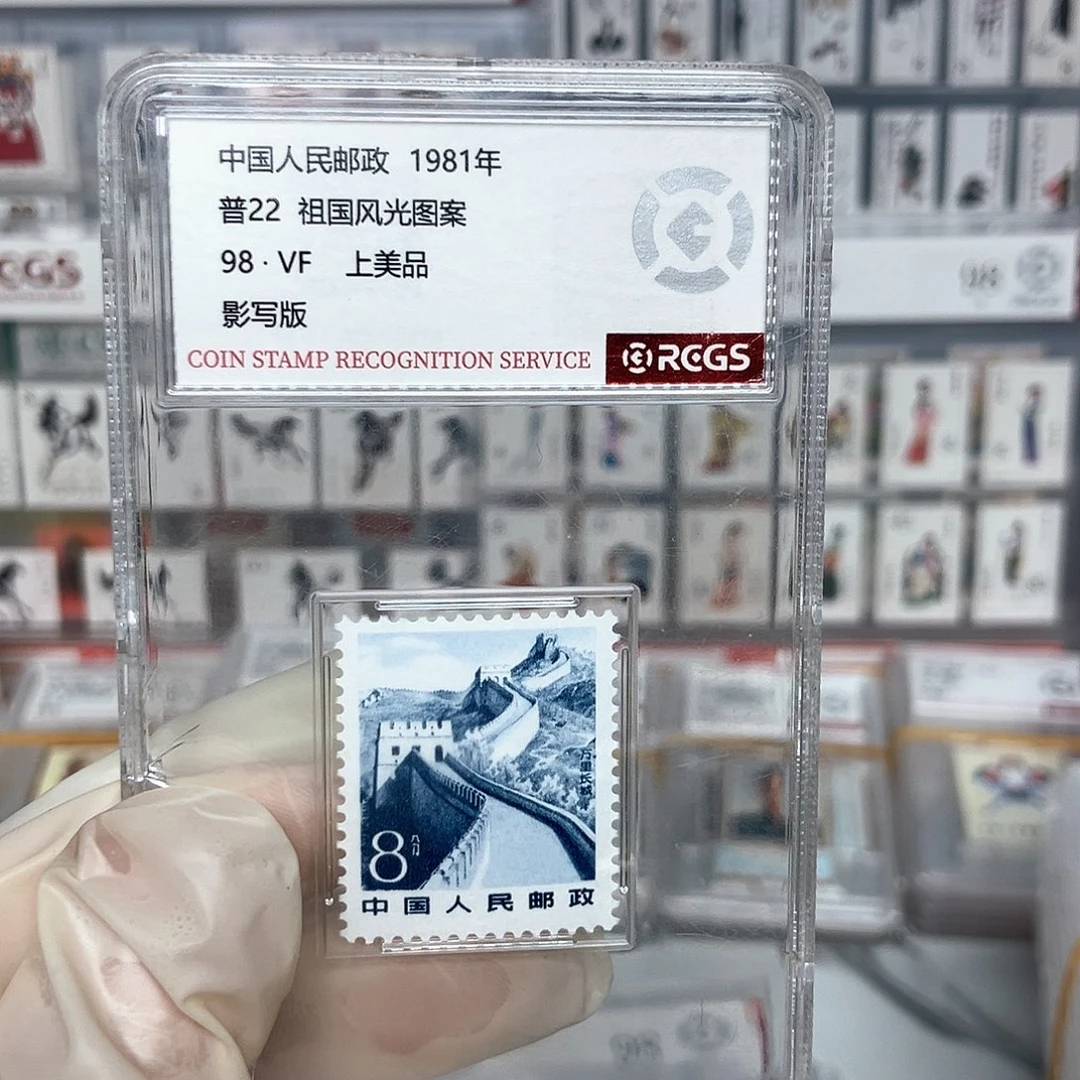 中国人民邮政 1981年
普22 祖国风光图案
98·VF 上美品
影写版
COIN STAMP RECOGNITION SERVICE
RCGS
CGS
98
万里长城
8
八分
中国人民邮政